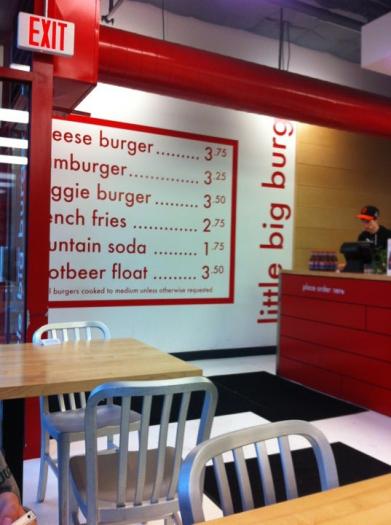 EXIT
eese burger......... 3.75
mburger............. 3.25
ggie burger......... 3.50
ench fries ........... 2.75
untain soda ......... 1.75
otbeer float .......... 3.50
l burgers cooked to medium unless otherwise requested
little big burg
place order here